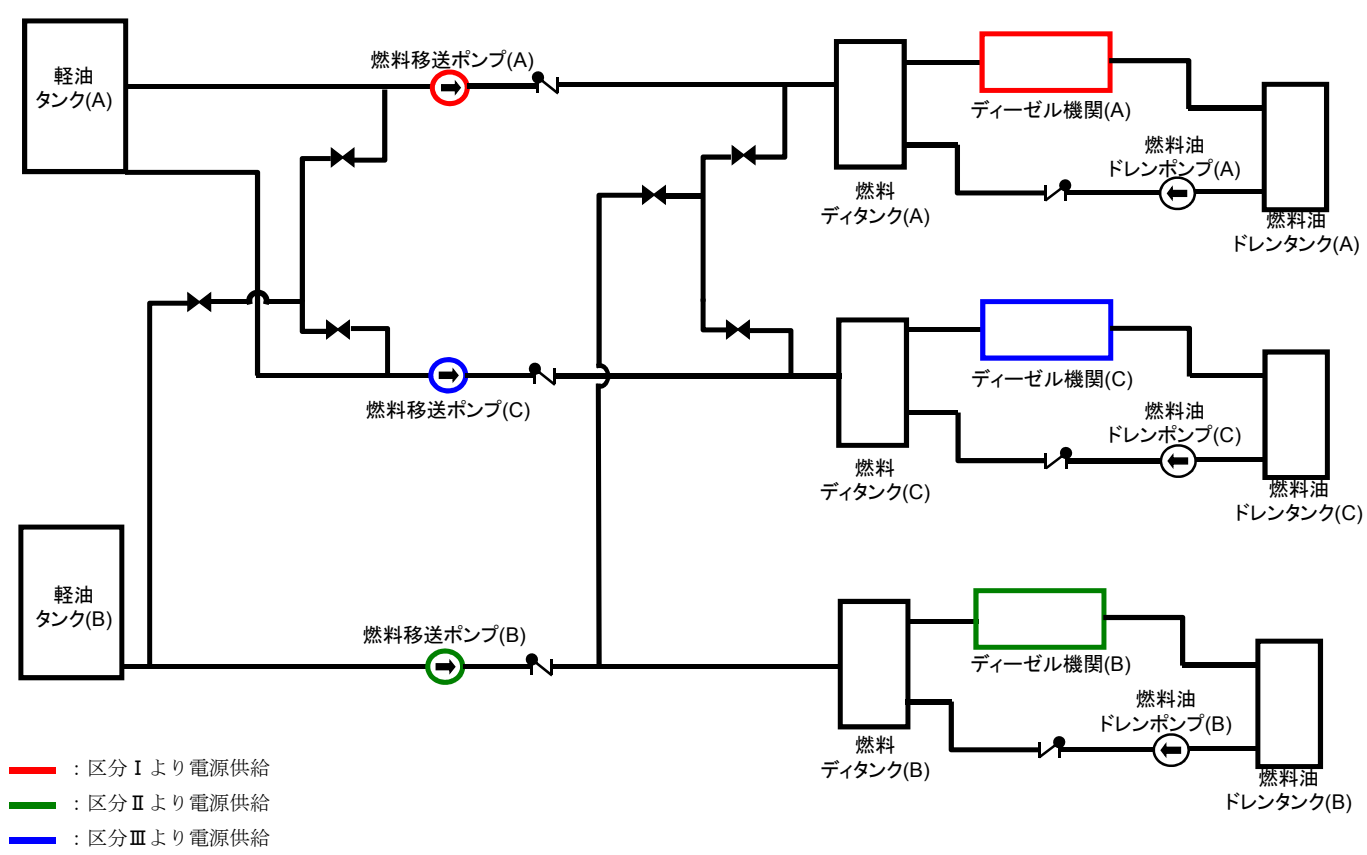 軽油
タンク(A)
燃料移送ポンプ(A)
ディーゼル機関(A)
燃料油
ドレンポンプ(A)
燃料
ディタンク(A)
燃料油
ドレンタンク(A)
燃料移送ポンプ(C)
ディーゼル機関(C)
燃料油
ドレンポンプ(C)
燃料
ディタンク(C)
燃料油
ドレンタンク(C)
軽油
タンク(B)
燃料移送ポンプ(B)
ディーゼル機関(B)
燃料油
ドレンポンプ(B)
燃料
ディタンク(B)
燃料油
ドレンタンク(B)
：区分Ⅰより電源供給
：区分Ⅱより電源供給
：区分Ⅲより電源供給